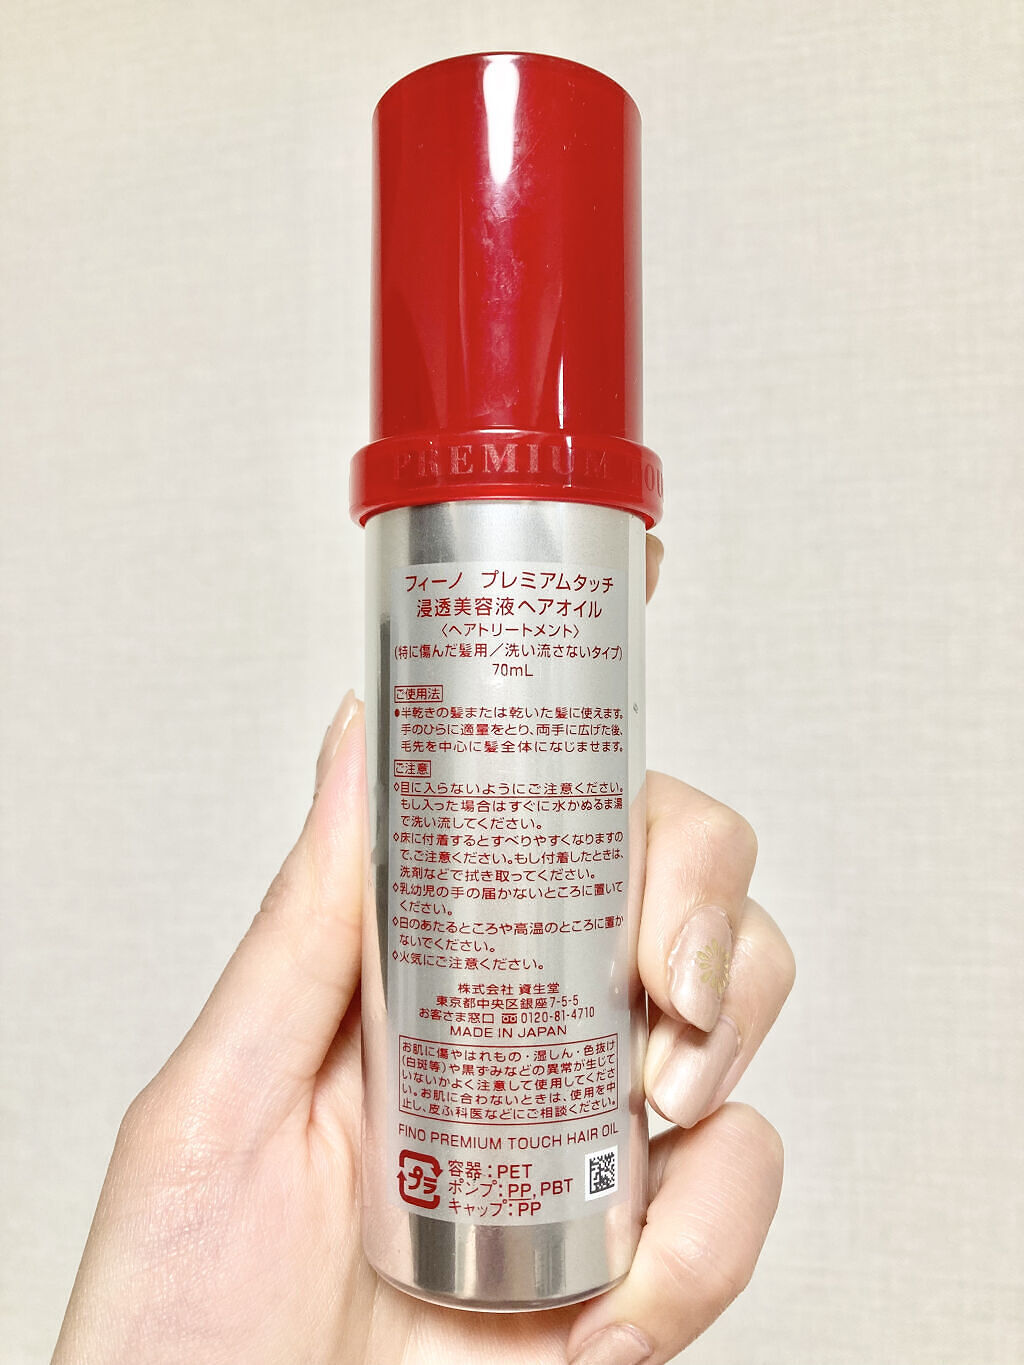 PREMIUM TOU
フィーノ プレミアムタッチ
浸透美容液ヘアオイル
〈ヘアトリートメント〉
(特に傷んだ髪用/洗い流さないタイプ)
70mL
ご使用法
●半乾きの髪または乾いた髪に使えます。
手のひらに適量をとり、両手に広げた後、
毛先を中心に髪全体になじませます。
ご注意
◇目に入らないようにご注意ください。
もし入った場合はすぐに水かぬるま湯
で洗い流してください。
◇床に付着するとすべりやすくなりますの
で、ご注意ください。もし付着したときは、
洗剤などで拭き取ってください。
◇乳幼児の手の届かないところに置いて
ください。
◇日のあたるところや高温のところに置か
ないでください。
◇火気にご注意ください。
株式会社 資生堂
東京都中央区銀座7-5-5
お客さま窓口 0120-81-4710
MADE IN JAPAN
お肌に傷やはれもの・湿しん・色抜け
(白斑等)や黒ずみなどの異常が生じて
いないかよく注意して使用してくださ
い。お肌に合わないときは、使用を中
止し、皮ふ科医などにご相談ください。
FINO PREMIUM TOUCH HAIR OIL
プラ
容器:PET
ポンプ:PP,PBT
キャップ:PP